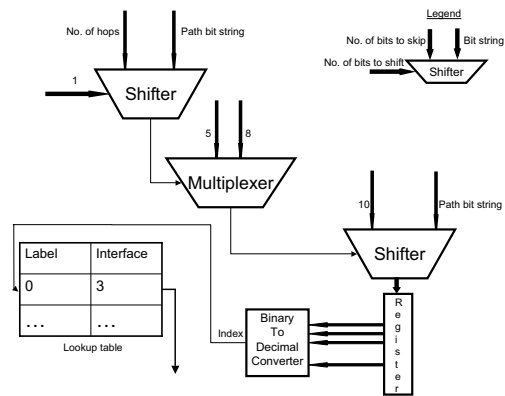 Legend
No. of bits to skip
Bit string
No. of bits to shift
Shifter
No. of hops
Path bit string
1
Shifter
5
8
Multiplexer
10
Path bit string
Shifter
Label
Interface
0
3
...
...
Lookup table
Index
Binary
To
Decimal
Converter
R
e
g
i
s
t
e
r